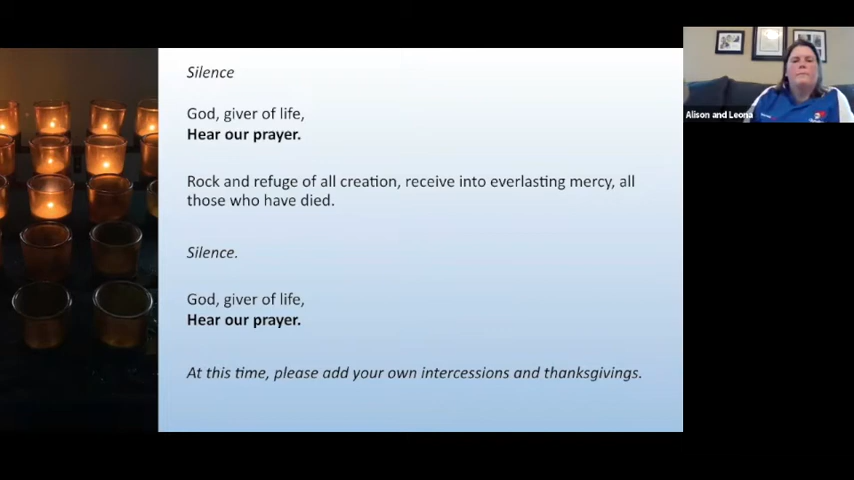 Silence
God, giver of life,
Hear our prayer.
Rock and refuge of all creation, receive into everlasting mercy, all
those who have died.
Silence.
God, giver of life,
Hear our prayer.
At this time, please add your own intercessions and thanksgivings.
Alison and Leona